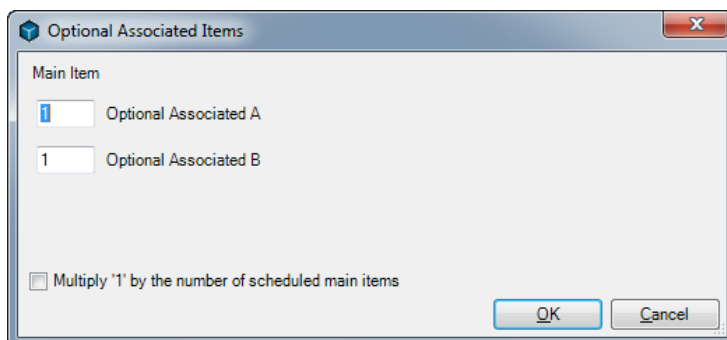 Optional Associated Items
Main Item
1 Optional Associated A
1 Optional Associated B
Multiply '1' by the number of scheduled main items
OK Cancel